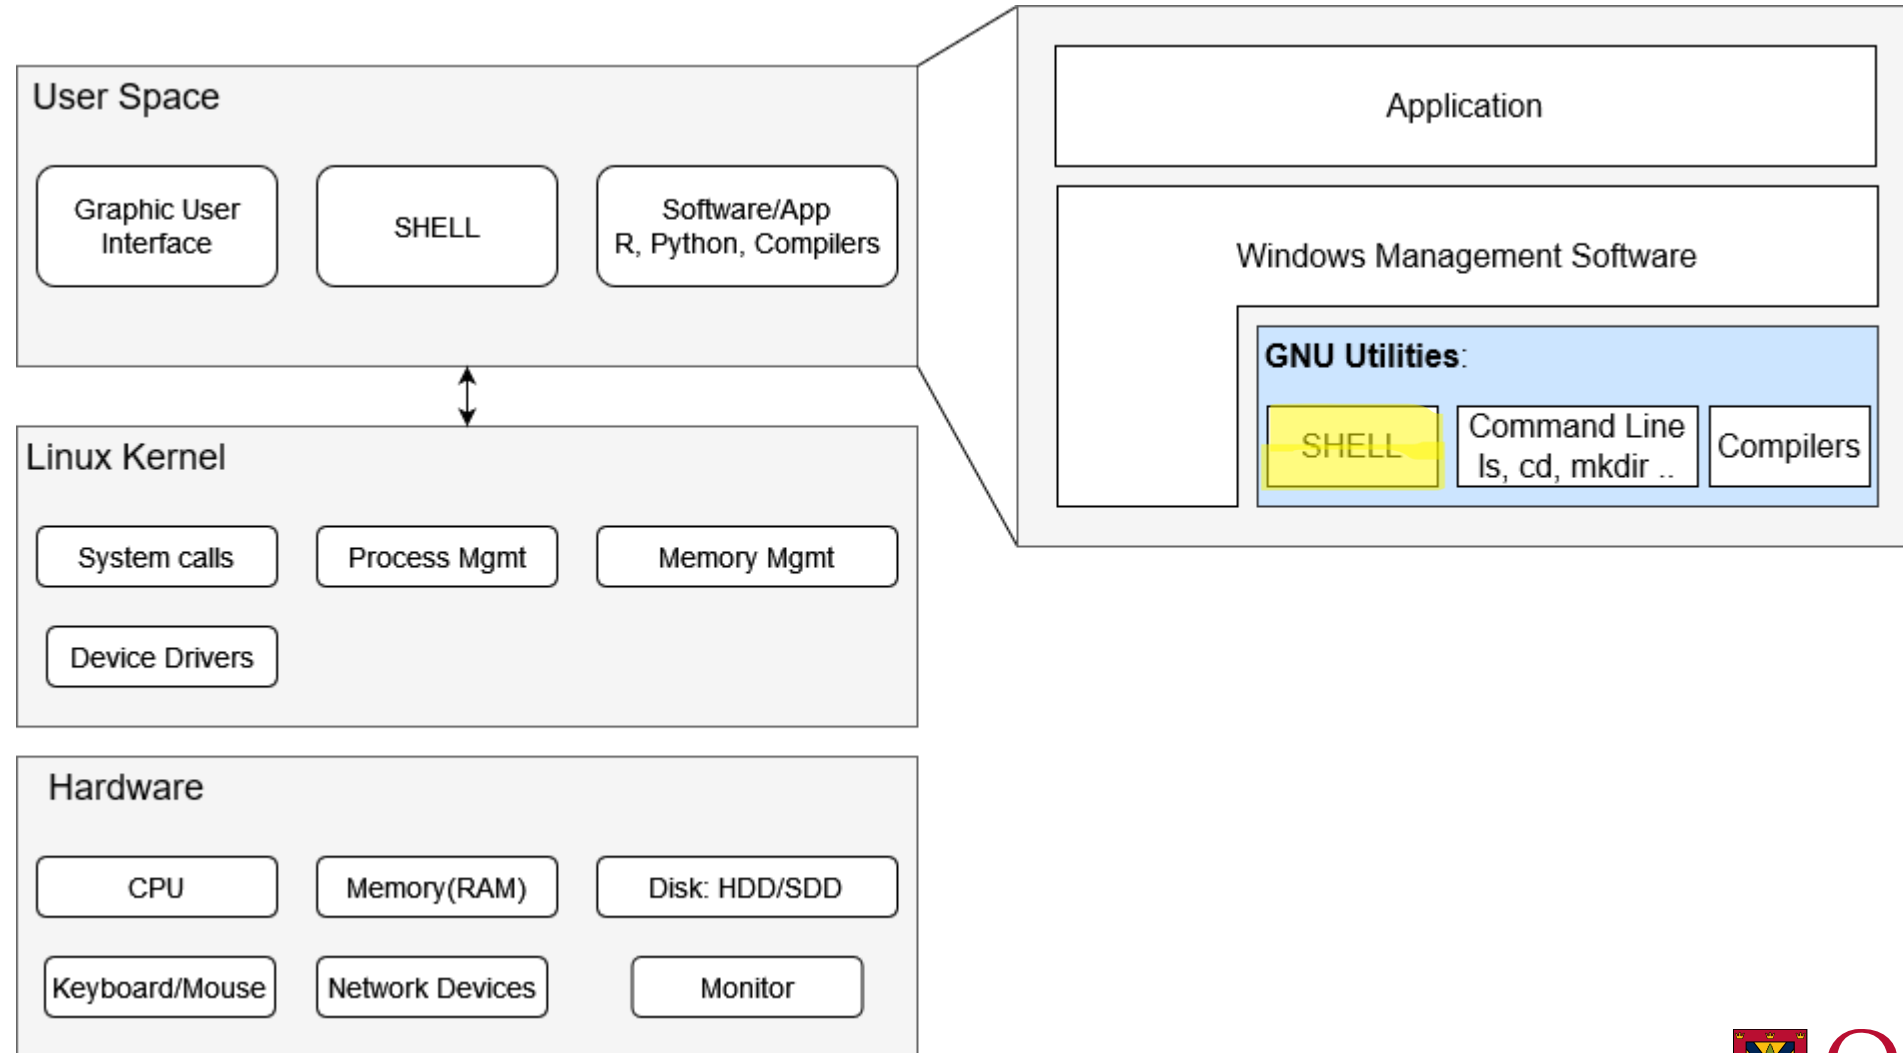 User Space
Graphic User
Interface
SHELL
Software/App
R, Python, Compilers
Linux Kernel
System calls
Process Mgmt
Memory Mgmt
Device Drivers
Hardware
CPU
Memory(RAM)
Disk: HDD/SDD
Keyboard/Mouse
Network Devices
Monitor
Application
Windows Management Software
GNU Utilities:
SHELL
Command Line
ls, cd, mkdir ..
Compilers